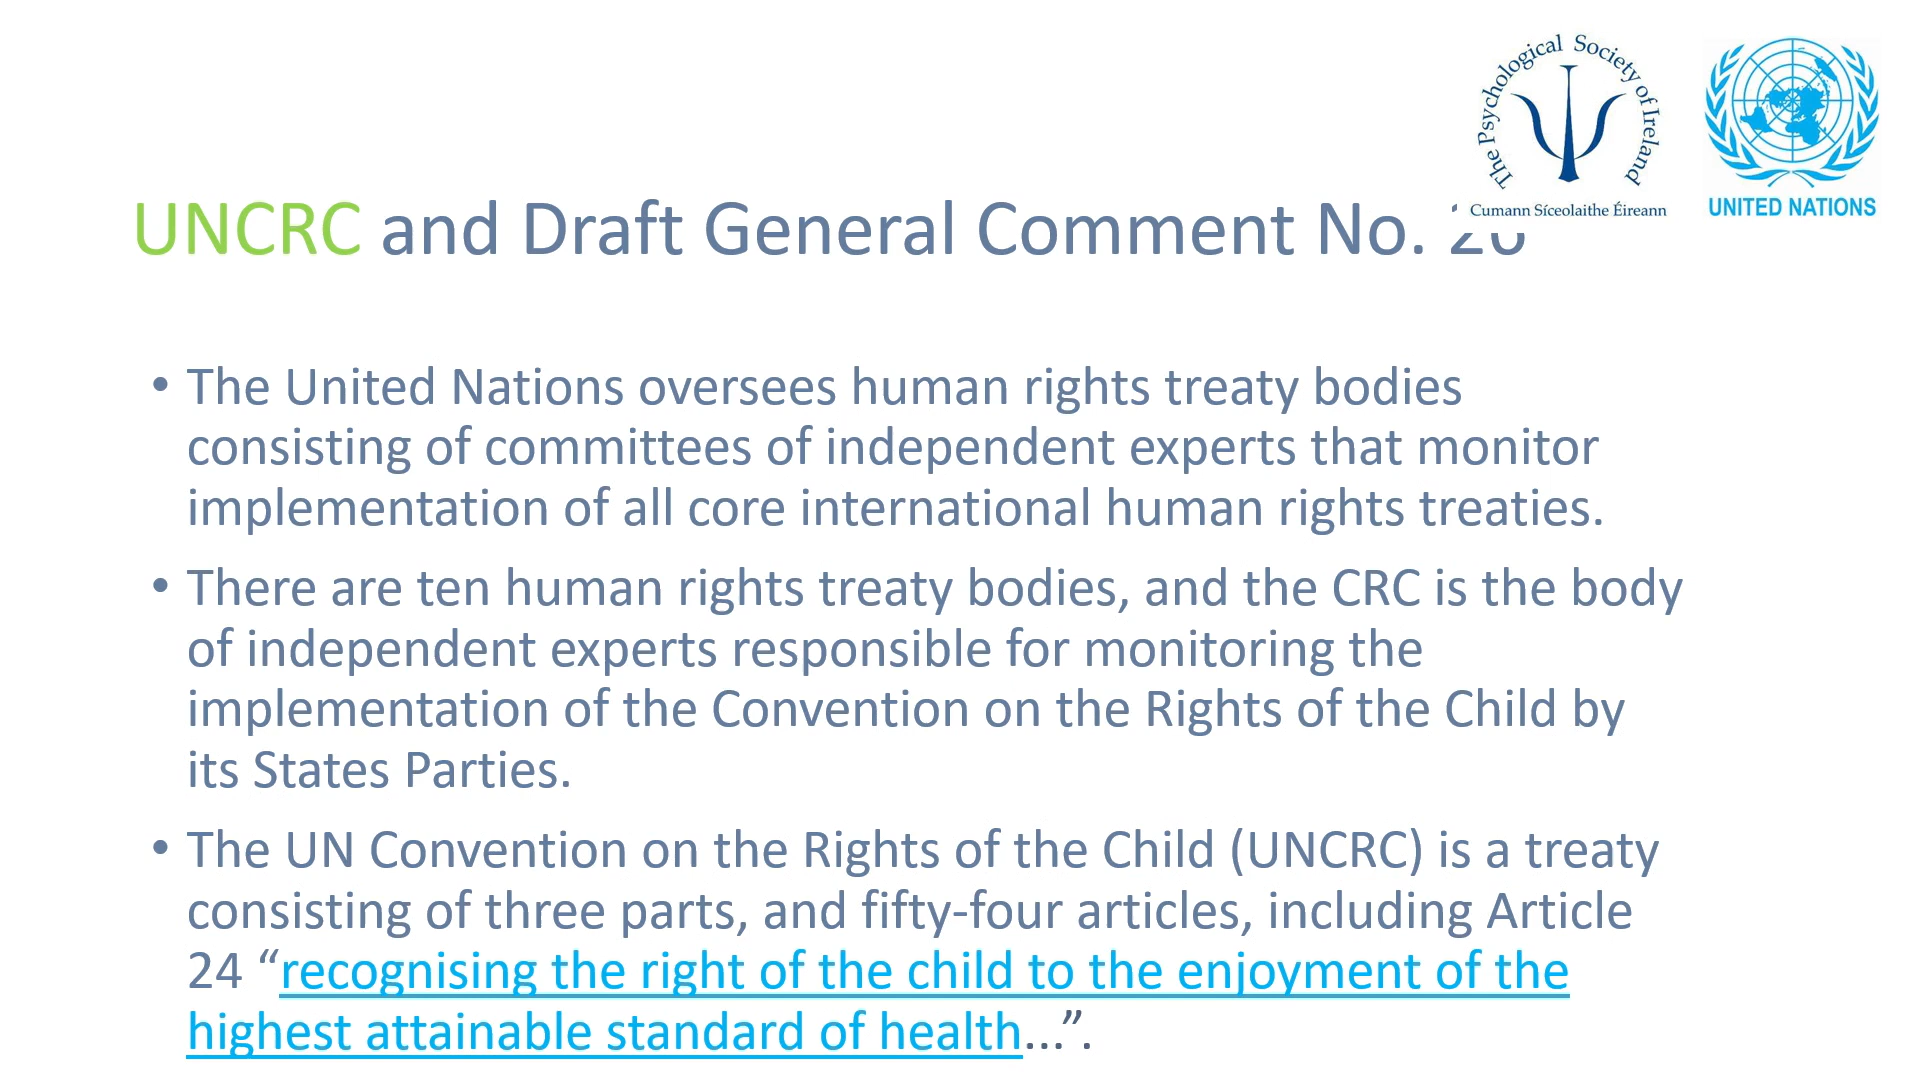 The Psychological Society of Ireland
Cumann Síceolaithe Éireann
UNITED NATIONS
UNCRC and Draft General Comment No. 26
• The United Nations oversees human rights treaty bodies
consisting of committees of independent experts that monitor
implementation of all core international human rights treaties.
• There are ten human rights treaty bodies, and the CRC is the body
of independent experts responsible for monitoring the
implementation of the Convention on the Rights of the Child by
its States Parties.
• The UN Convention on the Rights of the Child (UNCRC) is a treaty
consisting of three parts, and fifty-four articles, including Article
24 “recognising the right of the child to the enjoyment of the
highest attainable standard of health...”.